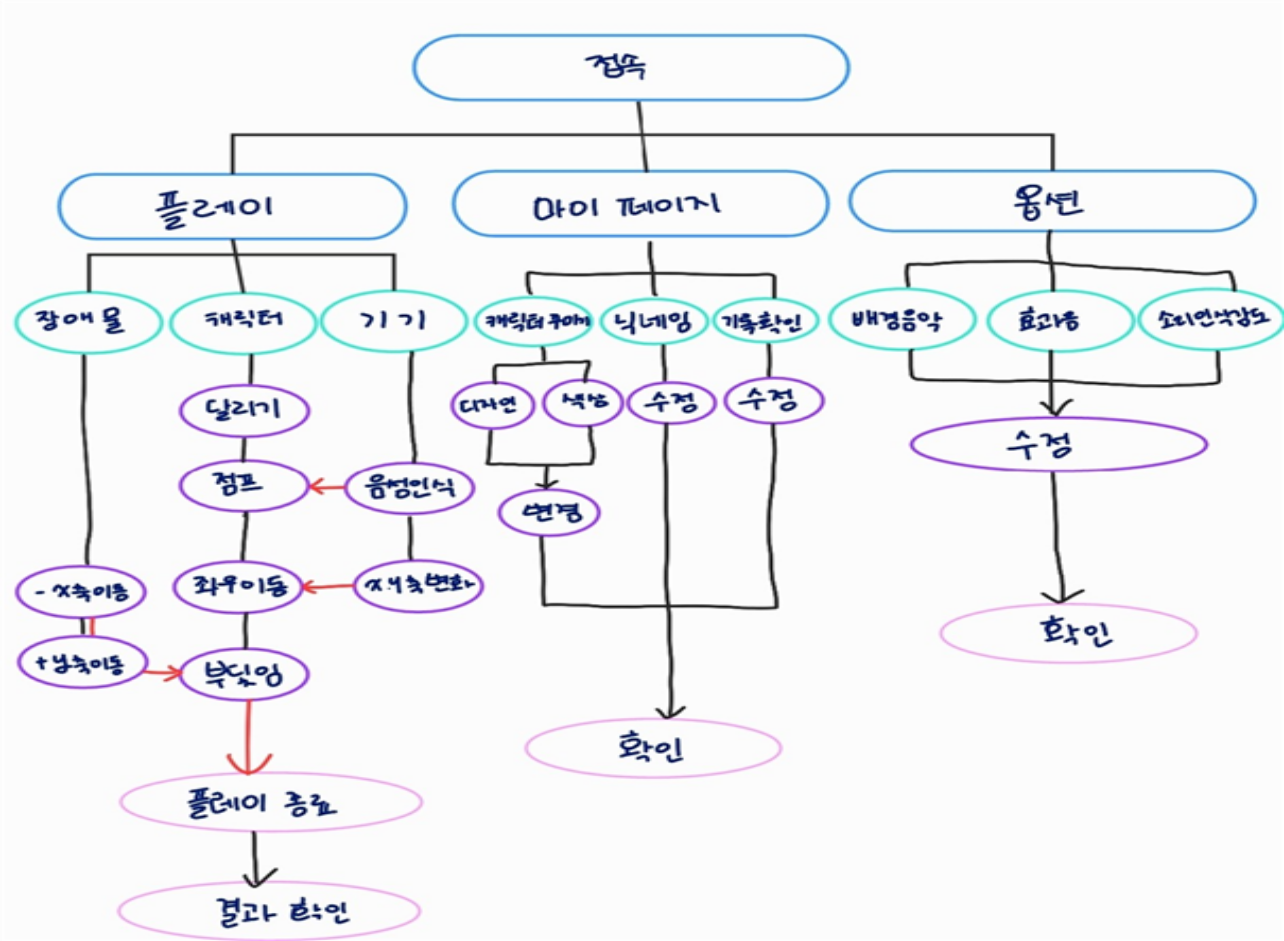 접속
플레이
마이 페이지
옵션
장애물
캐릭터
기기
캐릭터 꾸미기
닉네임
기록확인
배경음악
효과음
소리인식감도
달리기
디자인
색상
수정
수정
수정
점프
음성인식
변경
-x축이동
좌우이동
x.y축변화
확인
+y축이동
부딪임
확인
플레이 종료
결과 확인